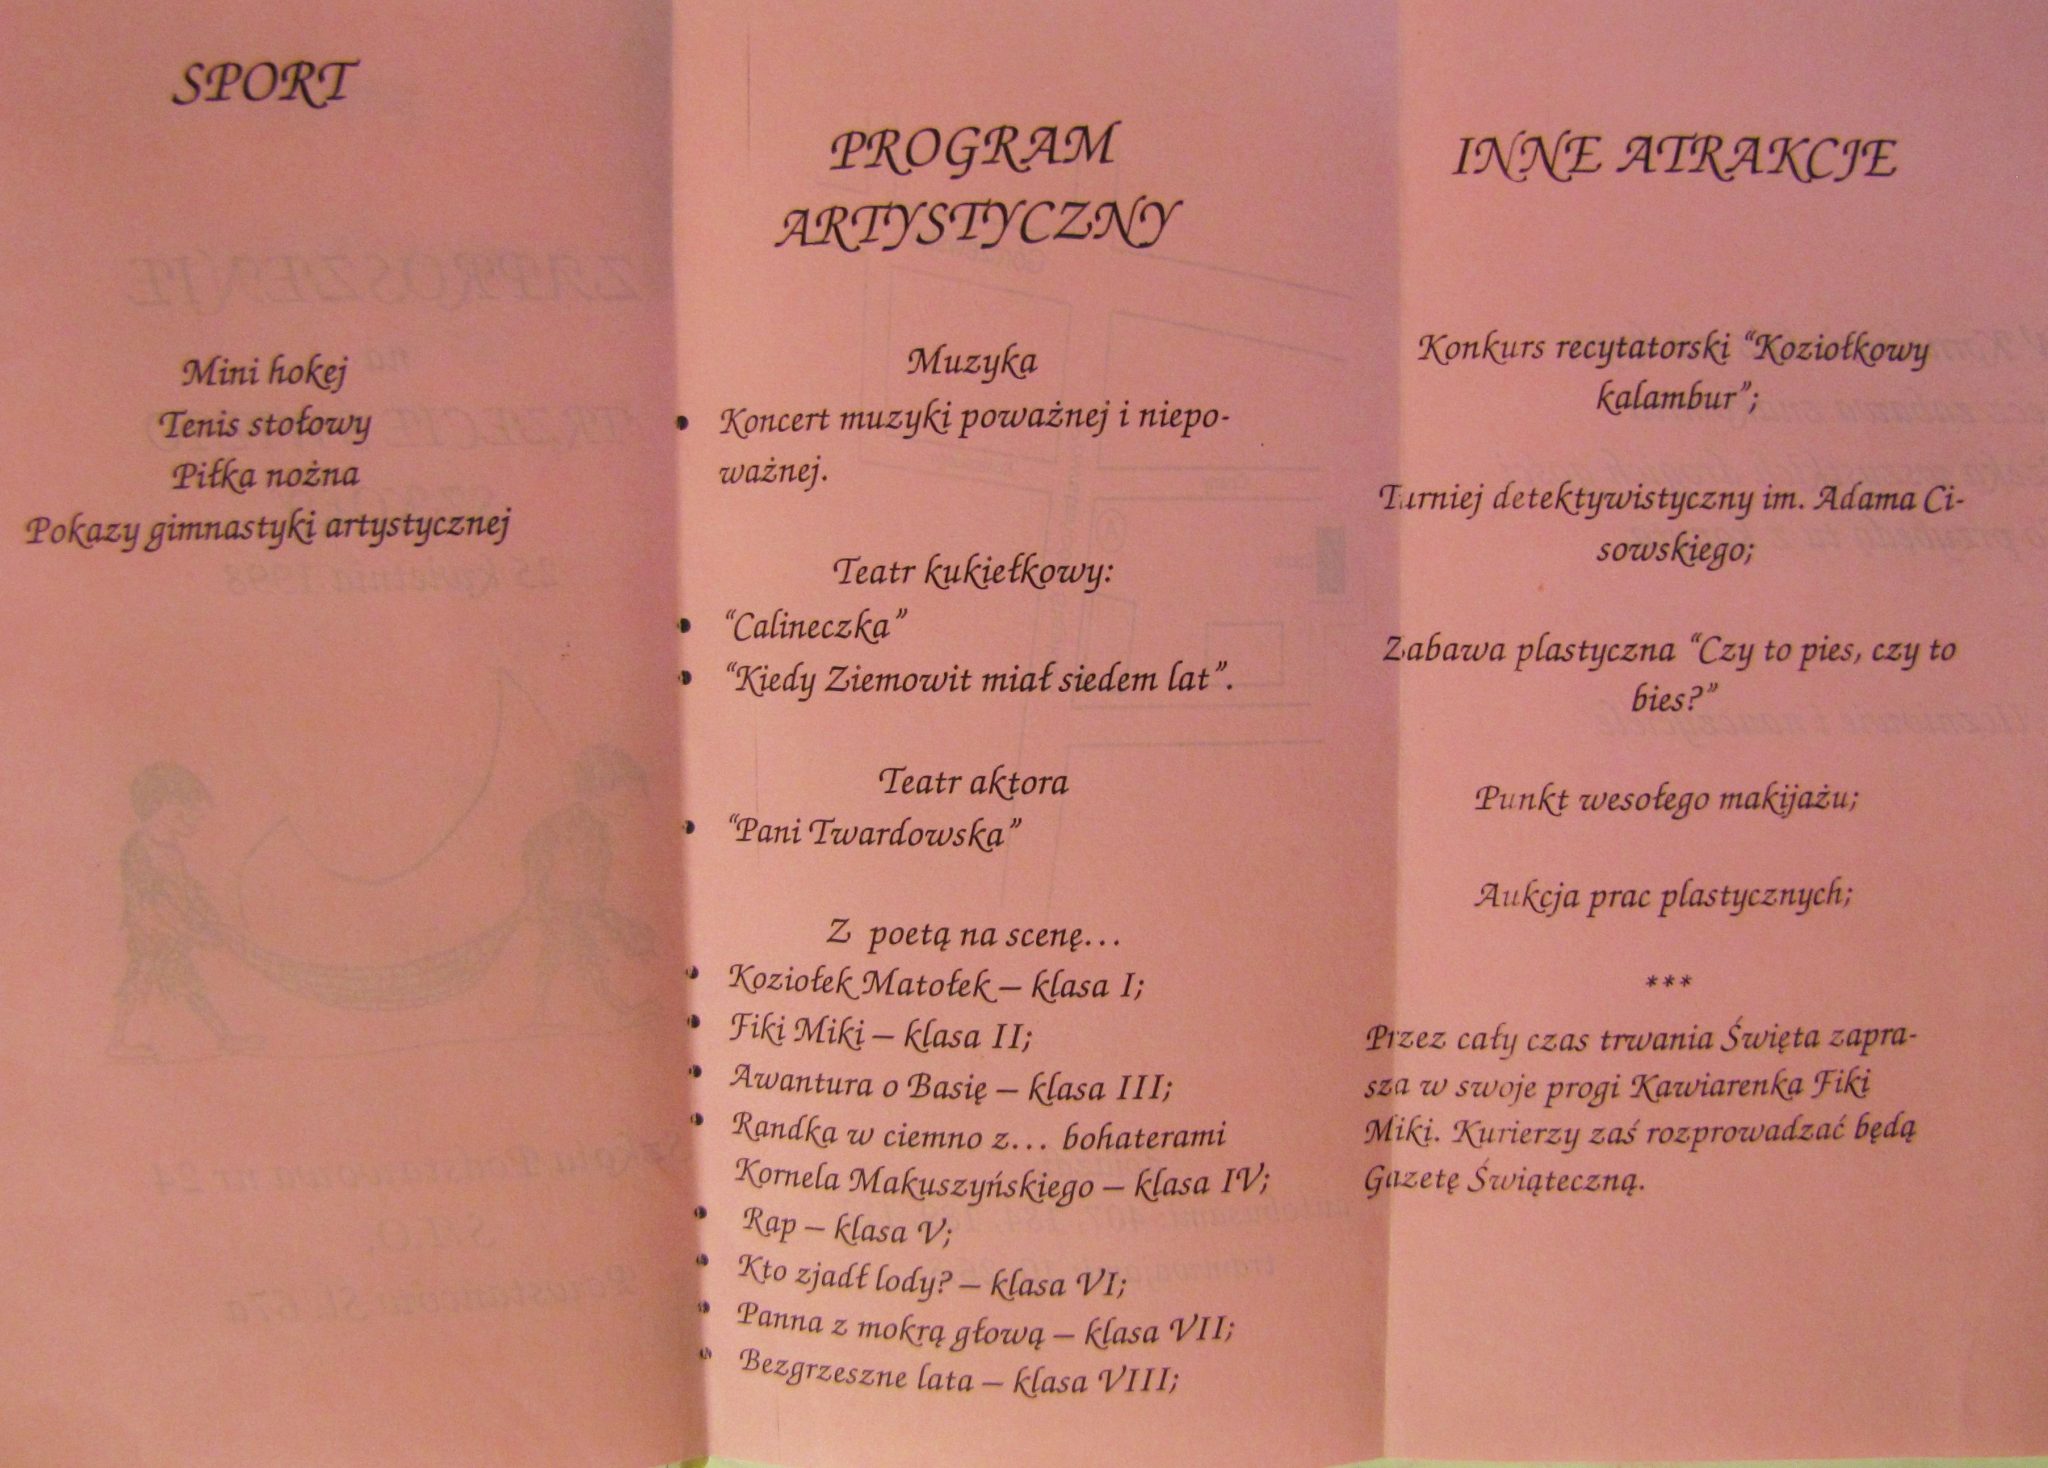 SPORT
Mini hokej
Tenis stołowy
Piłka nożna
Pokazy gimnastyki artystycznej
PROGRAM
ARTYSTYCZNY
Muzyka
• Koncert muzyki poważnej i niepo-
ważnej.
Teatr kukiełkowy:
• “Calineczka”
• “Kiedy Ziemowit miał siedem lat”.
Teatr aktora
• “Pani Twardowska”
Z poetą na scenę…
• Koziołek Matołek – klasa I;
• Fiki Miki – klasa II;
• Awantura o Basię – klasa III;
• Randka w ciemno z… bohaterami
Kornela Makuszyńskiego – klasa IV;
• Rap – klasa V;
• Kto zjadł lody? – klasa VI;
• Panna z mokrą głową – klasa VII;
• Bezgrzeszne lata – klasa VIII;
INNE ATRAKCJE
Konkurs recytatorski “Koziołkowy
kalambur”;
Turniej detektywistyczny im. Adama Ci-
sowskiego;
Zabawa plastyczna “Czy to pies, czy to
bies?”
Punkt wesołego makijażu;
Aukcja prac plastycznych;
***
Przez cały czas trwania Święta zapra-
sza w swoje progi Kawiarenka Fiki
Miki. Kurierzy zaś rozprowadzać będą
Gazetę Świąteczną.